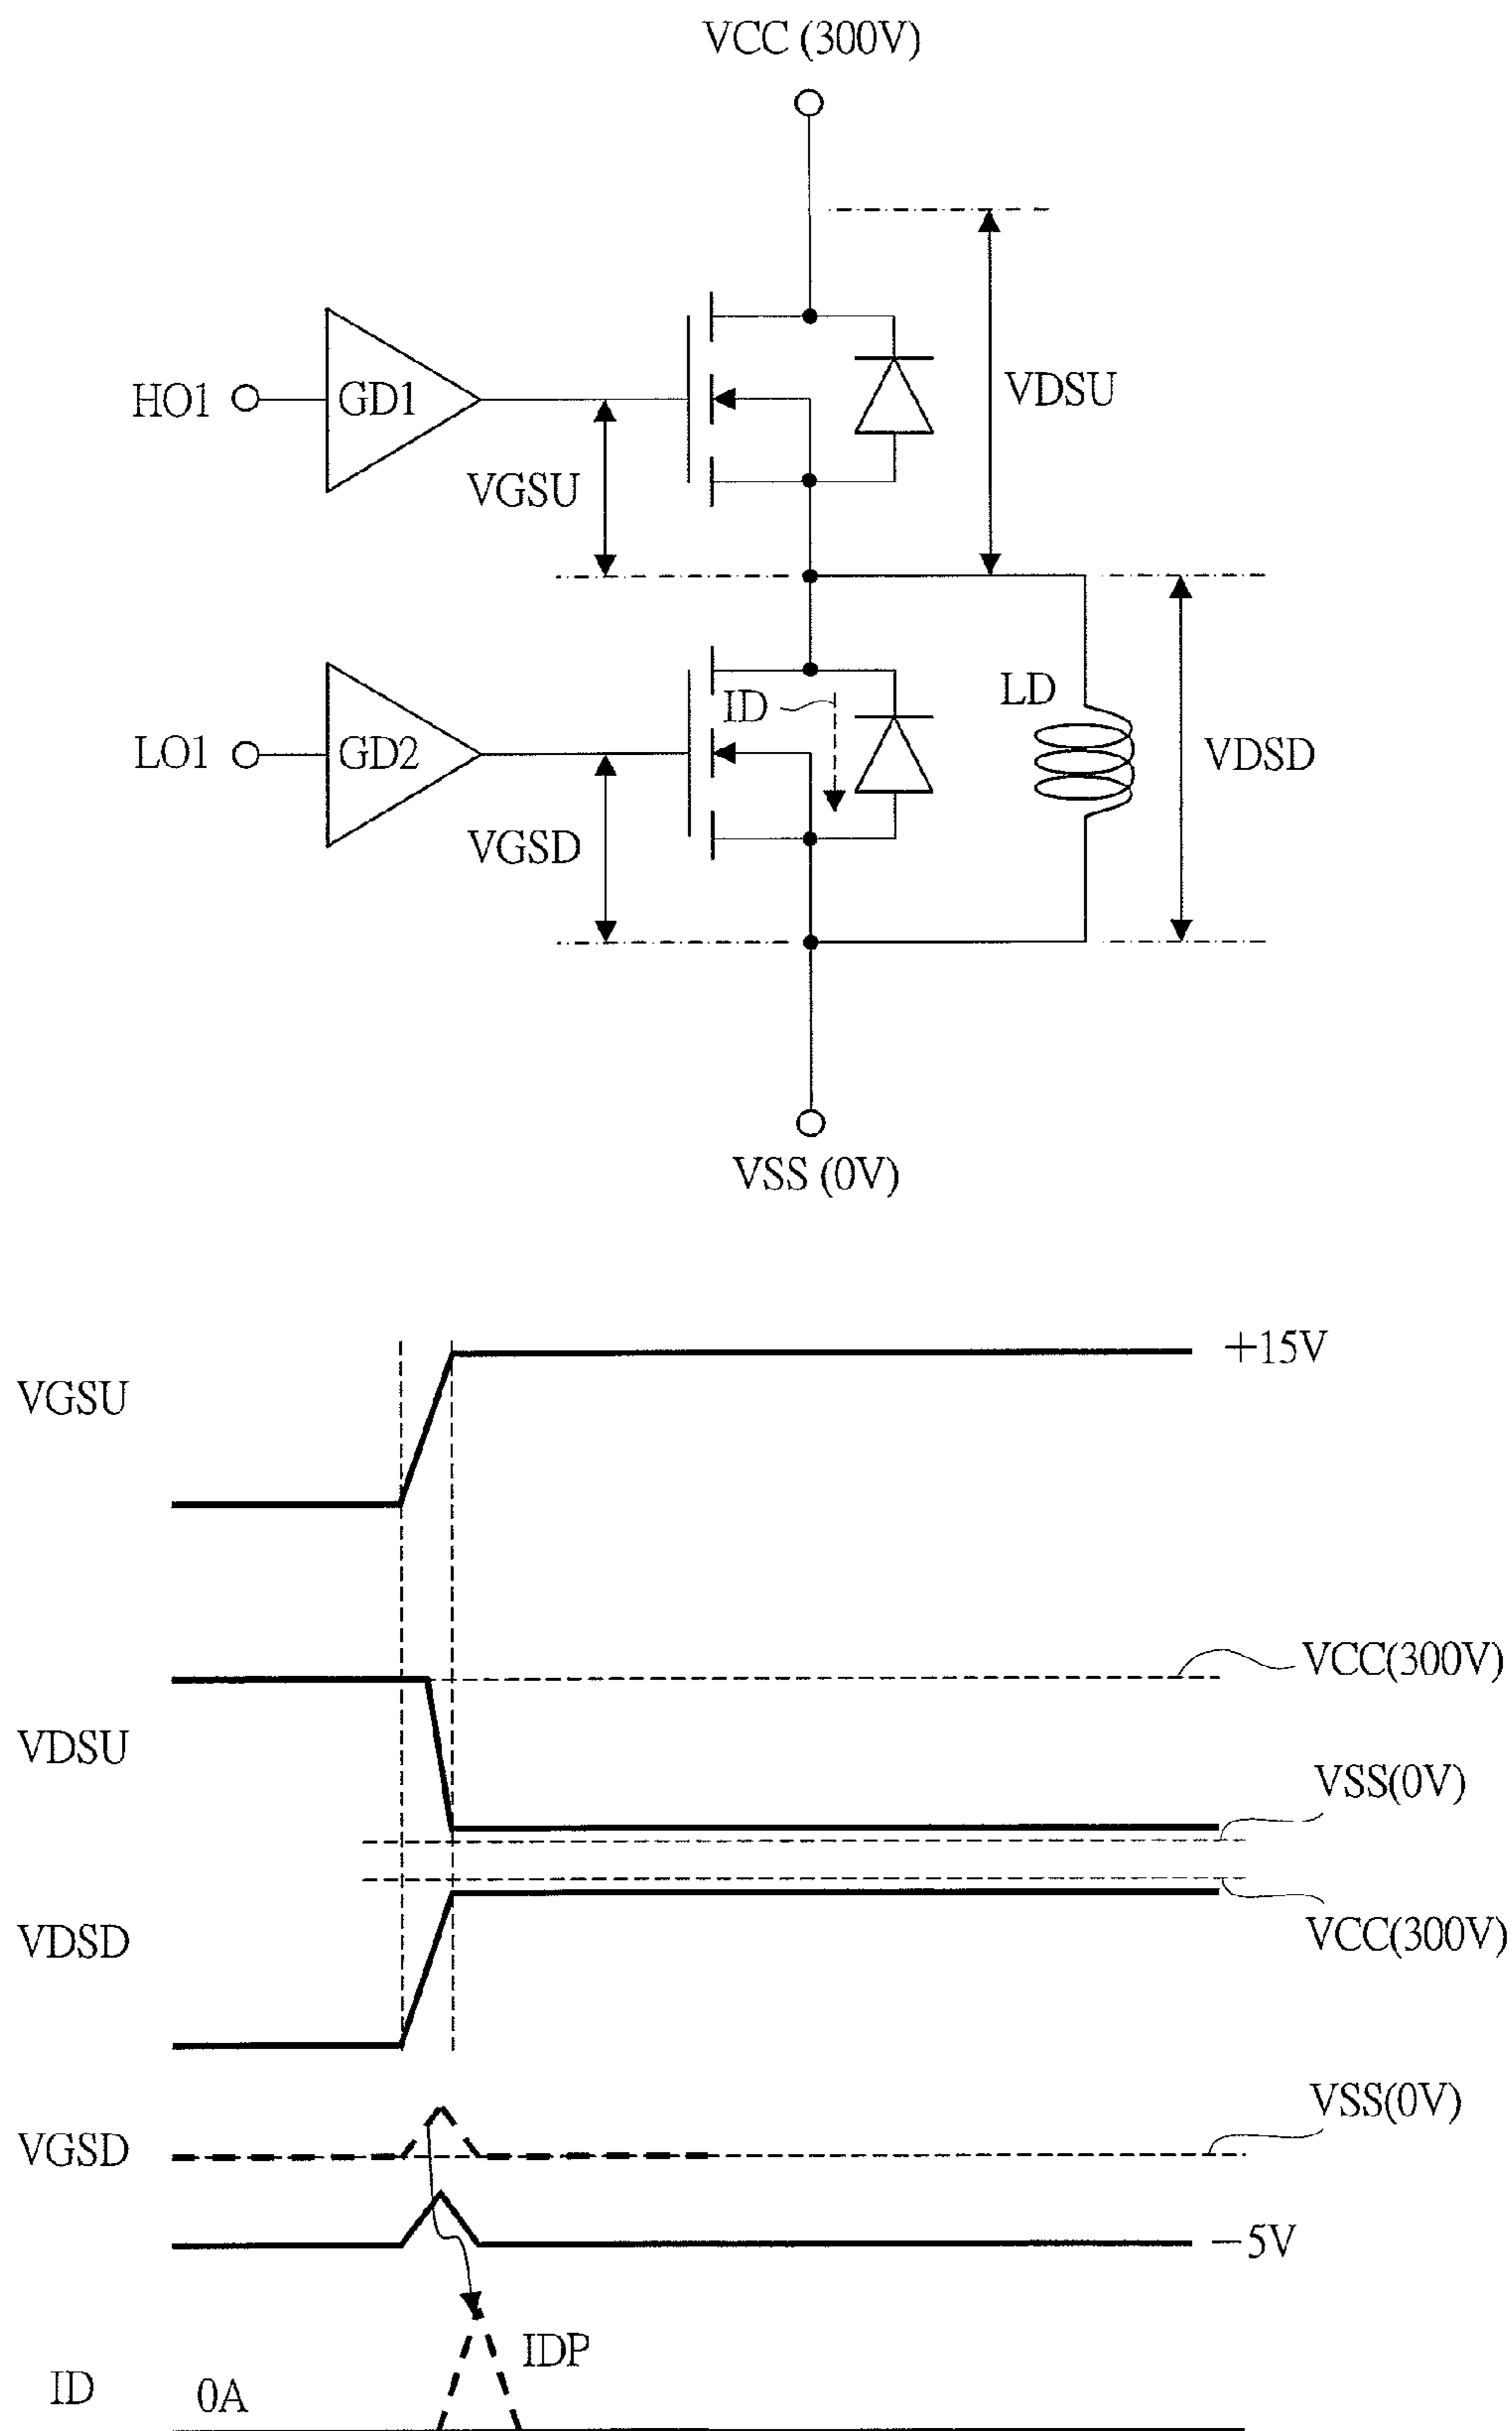 VCC (300V)
HO1
GD1
VGSU
VDSU
LO1
GD2
ID
LD
VDSD
VGSD
VSS (0V)
VGSU
+15V
VCC(300V)
VDSU
VSS(0V)
VDSD
VCC(300V)
VSS(0V)
VGSD
−5V
IDP
ID
0A